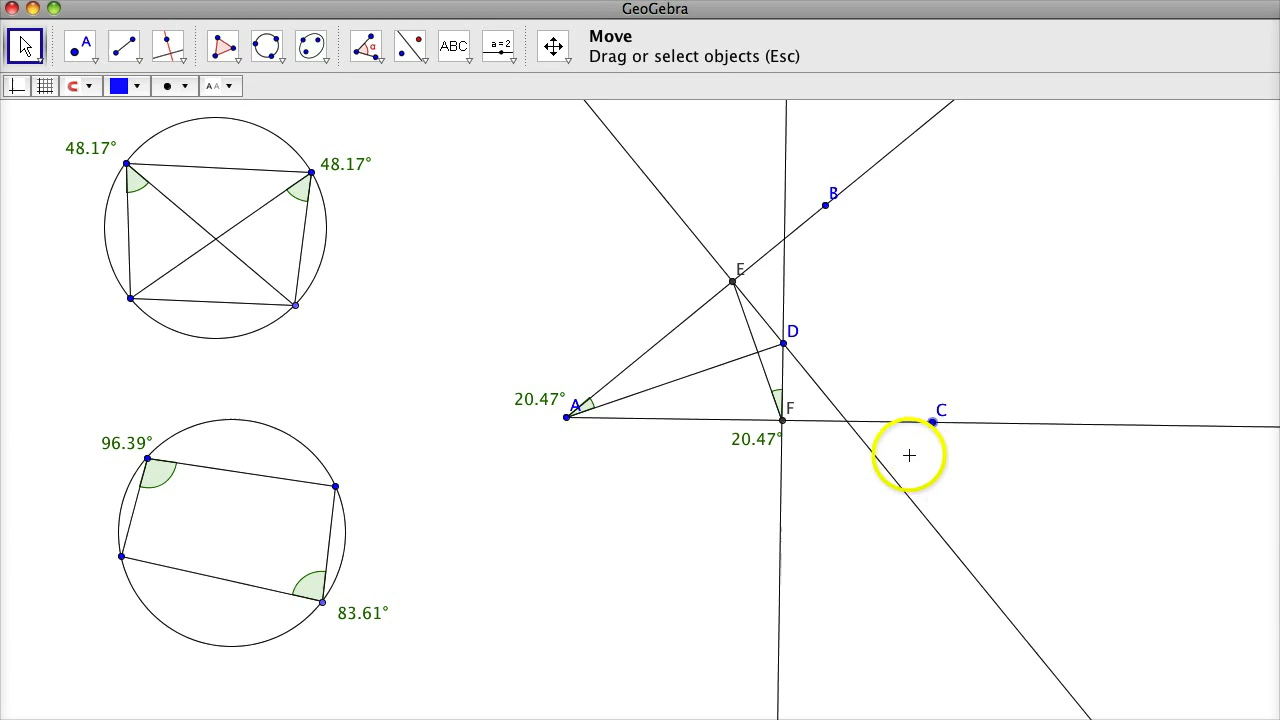 GeoGebra
Move
Drag or select objects (Esc)
A
α
ABC
a=2
A A
48.17°
48.17°
B
E
D
20.47°
A
F
C
20.47°
96.39°
83.61°